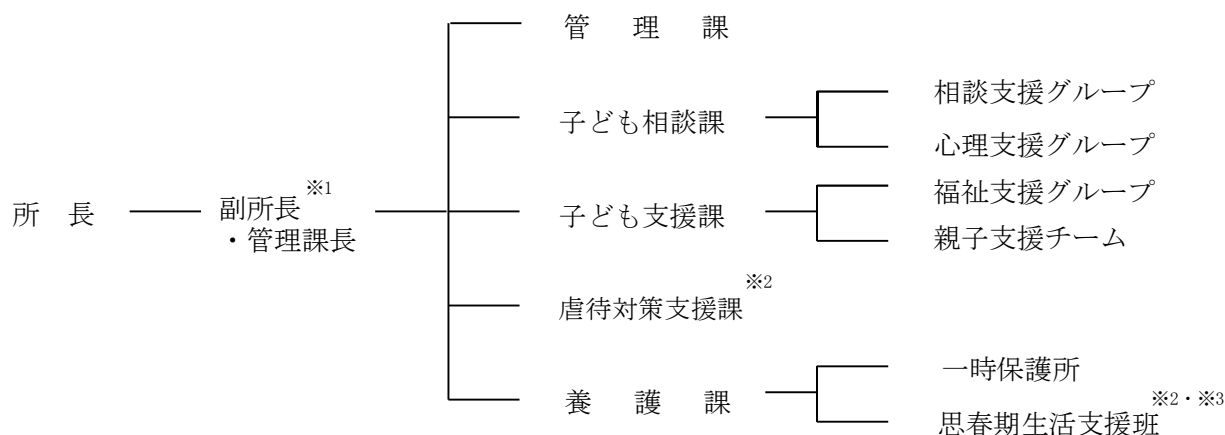 管理課
子ども相談課
相談支援グループ
心理支援グループ
所長
副所長※1
・管理課長
子ども支援課
福祉支援グループ
親子支援チーム
虐待対策支援課※2
養護課
一時保護所
思春期生活支援班※2・※3